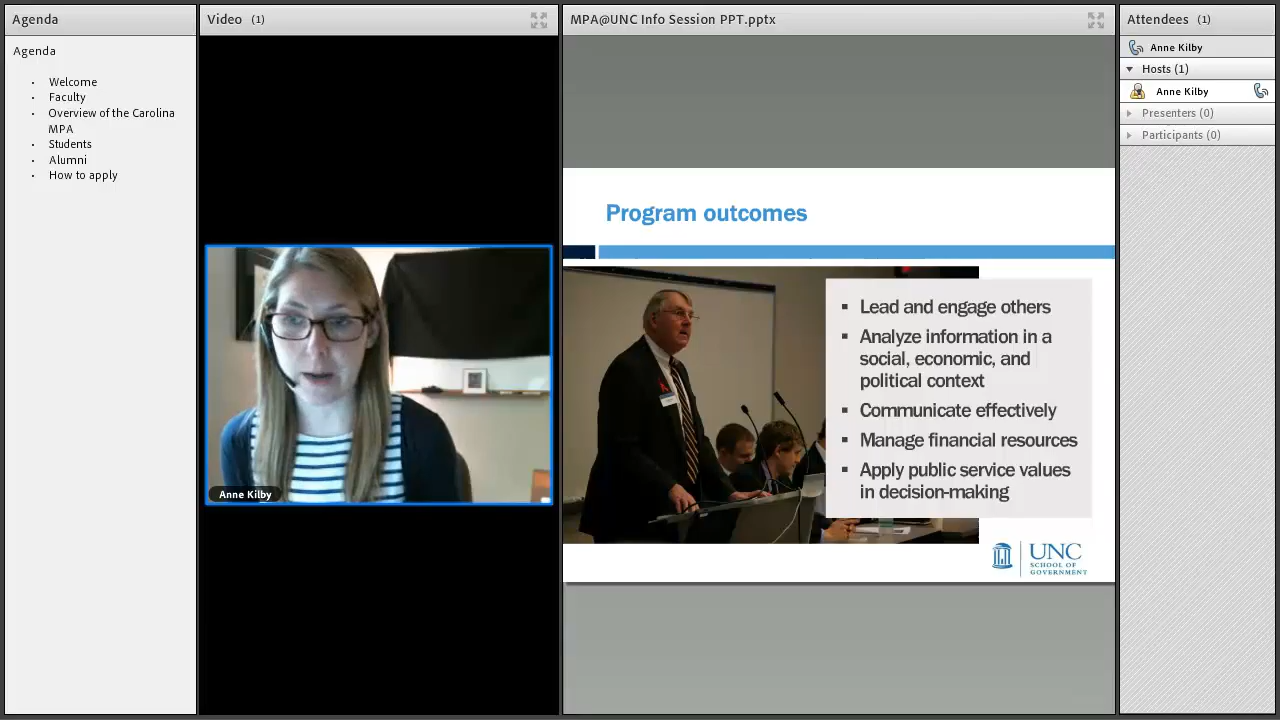 Agenda
Agenda
Welcome
Faculty
Overview of the Carolina
MPA
Students
Alumni
How to apply
Video (1)
Anne Kilby
MPA@UNC Info Session PPT.pptx
Program outcomes
▪ Lead and engage others
▪ Analyze information in a
social, economic, and
political context
▪ Communicate effectively
▪ Manage financial resources
▪ Apply public service values
in decision-making
UNC
SCHOOL OF
GOVERNMENT
Attendees (1)
Anne Kilby
Hosts (1)
Anne Kilby
Presenters (0)
Participants (0)